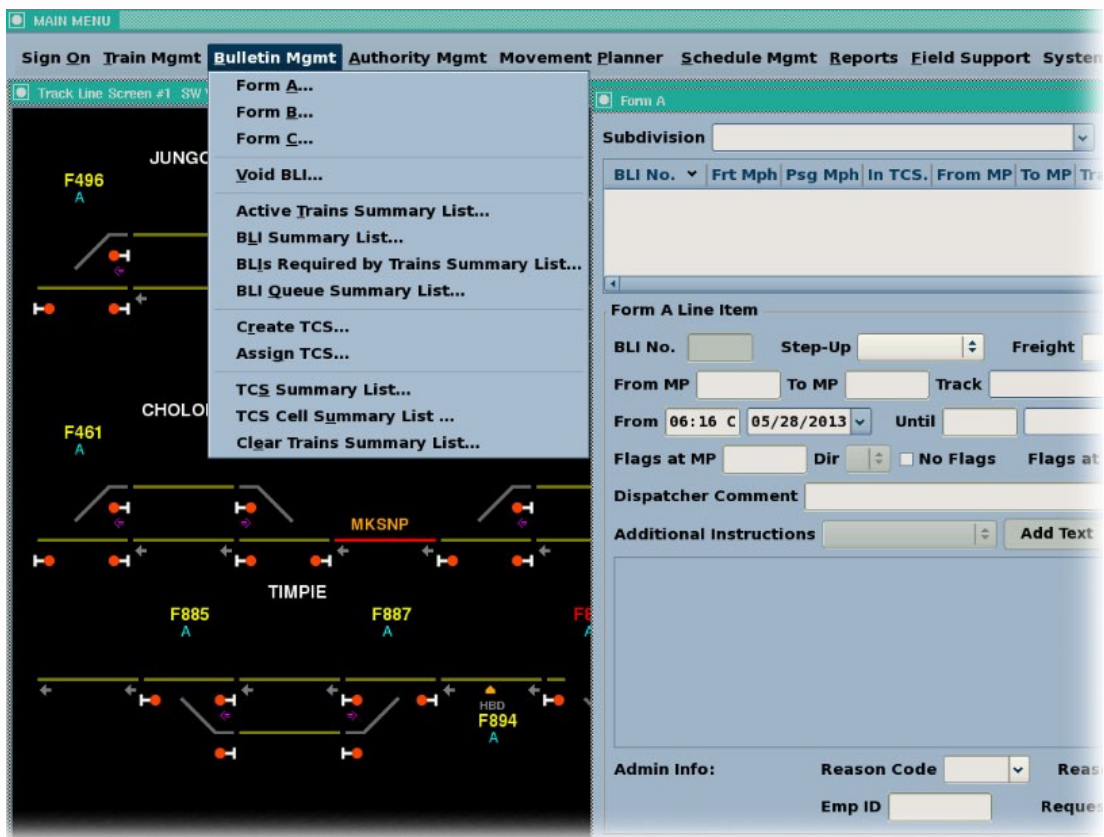 MAIN MENU
Sign On Train Mgmt Bulletin Mgmt Authority Mgmt Movement Planner Schedule Mgmt Reports Field Support System
Track Line Screen #1 SW
Form A...
Form B...
Form C...
Void BLI...
Active Trains Summary List...
BLI Summary List...
BLIs Required by Trains Summary List...
BLI Queue Summary List...
Create TCS...
Assign TCS...
TCS Summary List...
TCS Cell Summary List ...
Clear Trains Summary List...
JUNGO
F496
A
CHOLO
F461
A
MKSNP
TIMPIE
F885
A
F887
A
HBD
F894
A
Form A
Subdivision
BLI No. Frt Mph Psg Mph In TCS. From MP To MP
Form A Line Item
BLI No. Step-Up Freight
From MP To MP Track
From 06:16 C 05/28/2013 Until
Flags at MP Dir No Flags Flags at
Dispatcher Comment
Additional Instructions Add Text
Admin Info: Reason Code Reas
Emp ID Reques